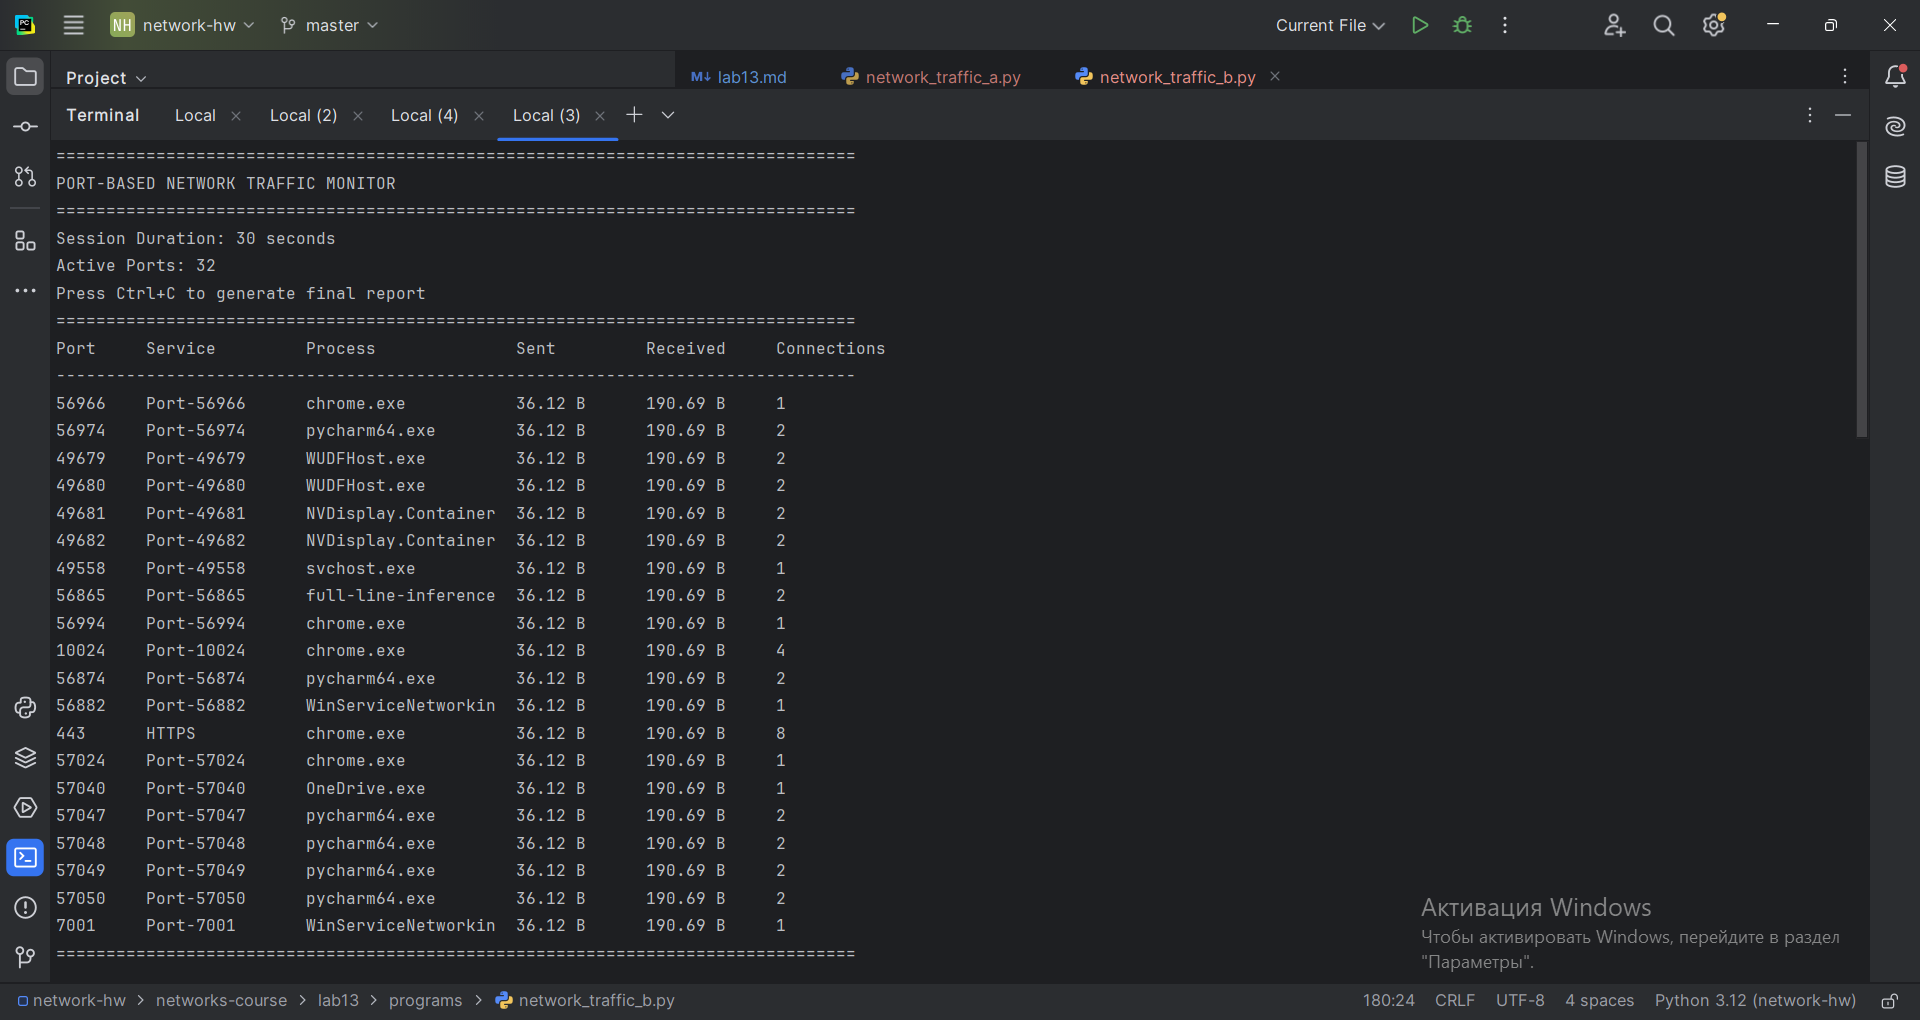 NH network-hw master Current File
Project lab13.md network_traffic_a.py network_traffic_b.py
Terminal Local Local (2) Local (4) Local (3)
================================================================================
PORT-BASED NETWORK TRAFFIC MONITOR
================================================================================
Session Duration: 30 seconds
Active Ports: 32
Press Ctrl+C to generate final report
================================================================================
Port Service Process Sent Received Connections
--------------------------------------------------------------------------------
56966 Port-56966 chrome.exe 36.12 B 190.69 B 1
56974 Port-56974 pycharm64.exe 36.12 B 190.69 B 2
49679 Port-49679 WUDFHost.exe 36.12 B 190.69 B 2
49680 Port-49680 WUDFHost.exe 36.12 B 190.69 B 2
49681 Port-49681 NVDisplay.Container 36.12 B 190.69 B 2
49682 Port-49682 NVDisplay.Container 36.12 B 190.69 B 2
49558 Port-49558 svchost.exe 36.12 B 190.69 B 1
56865 Port-56865 full-line-inference 36.12 B 190.69 B 2
56994 Port-56994 chrome.exe 36.12 B 190.69 B 1
10024 Port-10024 chrome.exe 36.12 B 190.69 B 4
56874 Port-56874 pycharm64.exe 36.12 B 190.69 B 2
56882 Port-56882 WinServiceNetworkin 36.12 B 190.69 B 1
443 HTTPS chrome.exe 36.12 B 190.69 B 8
57024 Port-57024 chrome.exe 36.12 B 190.69 B 1
57040 Port-57040 OneDrive.exe 36.12 B 190.69 B 1
57047 Port-57047 pycharm64.exe 36.12 B 190.69 B 2
57048 Port-57048 pycharm64.exe 36.12 B 190.69 B 2
57049 Port-57049 pycharm64.exe 36.12 B 190.69 B 2
57050 Port-57050 pycharm64.exe 36.12 B 190.69 B 2
7001 Port-7001 WinServiceNetworkin 36.12 B 190.69 B 1
================================================================================
Активация Windows
Чтобы активировать Windows, перейдите в раздел
"Параметры".
network-hw > networks-course > lab13 > programs > network_traffic_b.py 180:24 CRLF UTF-8 4 spaces Python 3.12 (network-hw)